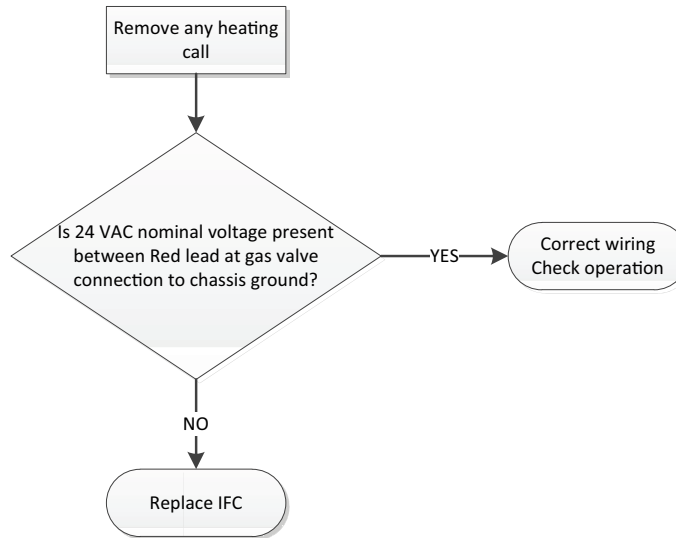 Remove any heating
call
Is 24 VAC nominal voltage present
between Red lead at gas valve
connection to chassis ground?
YES
Correct wiring
Check operation
NO
Replace IFC